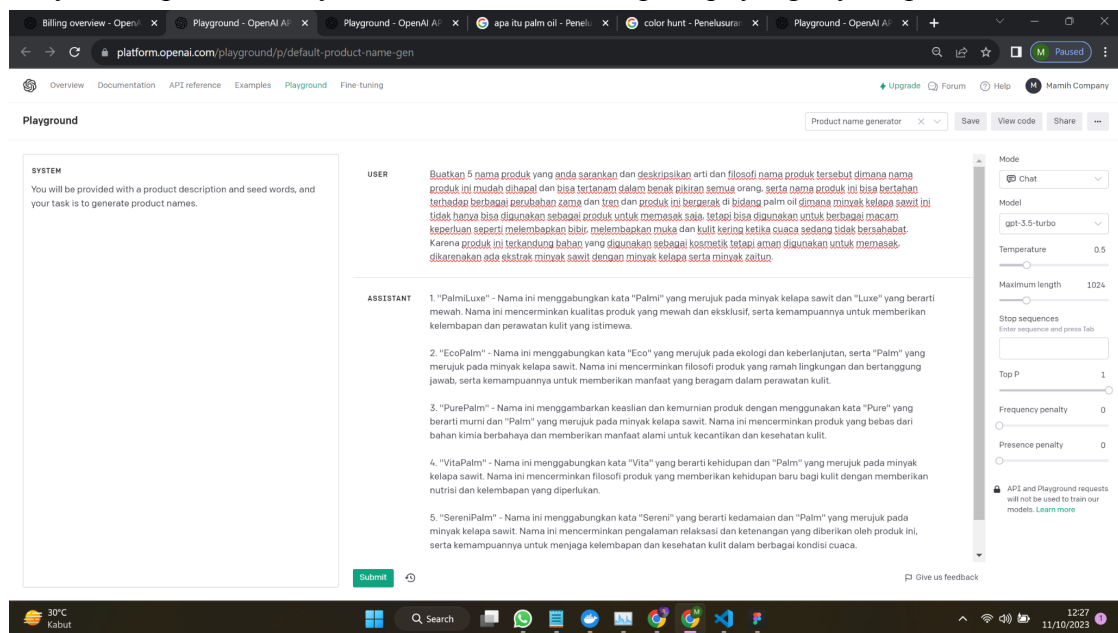 Billing overview - OpenA
Playground - OpenAI AP
Playground - OpenAI AP
apa itu palm oil - Penelu
color hunt - Penelusuran
Playground - OpenAI AP
platform.openai.com/playground/p/default-product-name-gen
M Paused
Overview Documentation API reference Examples Playground Fine-tuning
Upgrade Forum Help M Mamih Company
Playground
Product name generator
Save View code Share ...
SYSTEM
You will be provided with a product description and seed words, and
your task is to generate product names.
USER
Buatkan 5 nama produk yang anda sarankan dan deskripsikan arti dan filosofi nama produk tersebut dimana nama
produk ini mudah dihapal dan bisa tertanam dalam benak pikiran semua orang, serta nama produk ini bisa bertahan
terhadap berbagai perubahan zama dan tren dan produk ini bergerak di bidang palm oil dimana minyak kelapa sawit ini
tidak hanya bisa digunakan sebagai produk untuk memasak saja, tetapi bisa digunakan untuk berbagai macam
keperluan seperti melembapkan bibir, melembapkan muka dan kulit kering ketika cuaca sedang tidak bersahabat.
Karena produk ini terkandung bahan yang digunakan sebagai kosmetik tetapi aman digunakan untuk memasak,
dikarenakan ada ekstrak minyak sawit dengan minyak kelapa serta minyak zaitun.
ASSISTANT
1. "PalmiLuxe" - Nama ini menggabungkan kata "Palmi" yang merujuk pada minyak kelapa sawit dan "Luxe" yang berarti
mewah. Nama ini mencerminkan kualitas produk yang mewah dan eksklusif, serta kemampuannya untuk memberikan
kelembapan dan perawatan kulit yang istimewa.
2. "EcoPalm" - Nama ini menggabungkan kata "Eco" yang merujuk pada ekologi dan keberlanjutan, serta "Palm" yang
merujuk pada minyak kelapa sawit. Nama ini mencerminkan filosofi produk yang ramah lingkungan dan bertanggung
jawab, serta kemampuannya untuk memberikan manfaat yang beragam dalam perawatan kulit.
3. "PurePalm" - Nama ini menggambarkan keaslian dan kemurnian produk dengan menggunakan kata "Pure" yang
berarti murni dan "Palm" yang merujuk pada minyak kelapa sawit. Nama ini mencerminkan produk yang bebas dari
bahan kimia berbahaya dan memberikan manfaat alami untuk kecantikan dan kesehatan kulit.
4. "VitaPalm" - Nama ini menggabungkan kata "Vita" yang berarti kehidupan dan "Palm" yang merujuk pada minyak
kelapa sawit. Nama ini mencerminkan filosofi produk yang memberikan kehidupan baru bagi kulit dengan memberikan
nutrisi dan kelembapan yang diperlukan.
5. "SereniPalm" - Nama ini menggabungkan kata "Sereni" yang berarti kedamaian dan "Palm" yang merujuk pada
minyak kelapa sawit. Nama ini mencerminkan pengalaman relaksasi dan ketenangan yang diberikan oleh produk ini,
serta kemampuannya untuk menjaga kelembapan dan kesehatan kulit dalam berbagai kondisi cuaca.
Submit
Give us feedback
Mode
Chat
Model
gpt-3.5-turbo
Temperature 0.5
Maximum length 1024
Stop sequences
Enter sequence and press Tab
Top P 1
Frequency penalty 0
Presence penalty 0
API and Playground requests
will not be used to train our
models. Learn more
30°C
Kabut
Search
12:27
11/10/2023
1